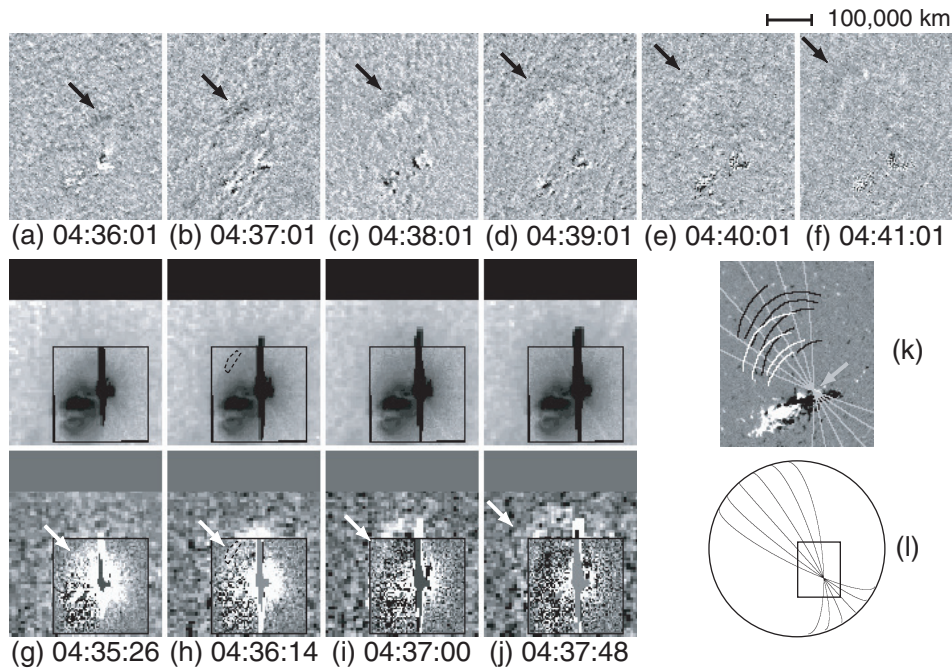 100,000 km
(a) 04:36:01 (b) 04:37:01 (c) 04:38:01 (d) 04:39:01 (e) 04:40:01 (f) 04:41:01
(k)
(l)
(g) 04:35:26 (h) 04:36:14 (i) 04:37:00 (j) 04:37:48